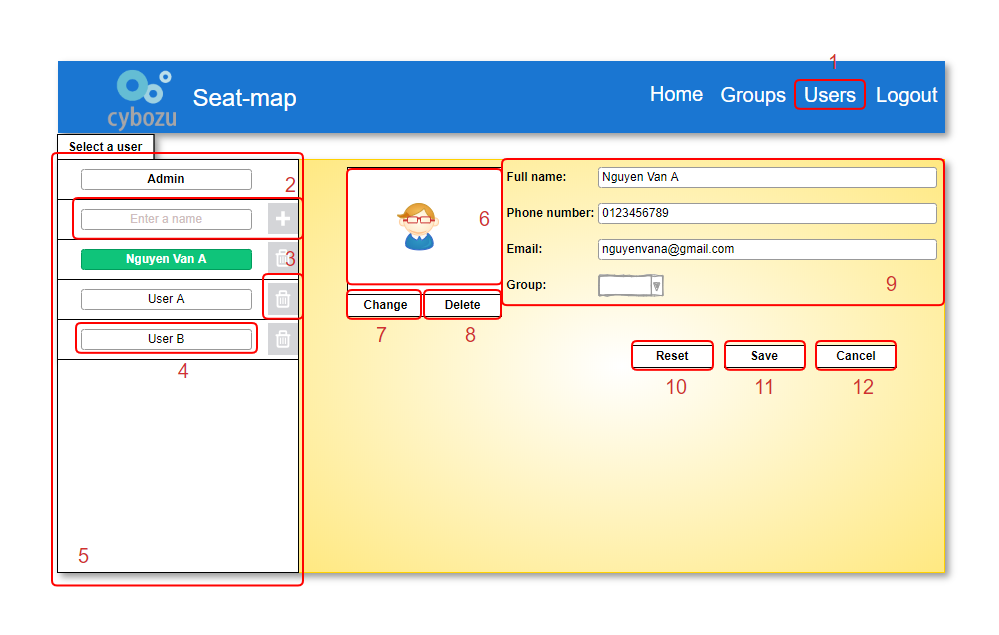 1
cybozu
Seat-map
Home Groups Users Logout
Select a user
Admin
2
Enter a name
Nguyen Van A
3
User A
User B
4
5
6
Change Delete
7 8
Full name: Nguyen Van A
Phone number: 0123456789
Email: nguyenvana@gmail.com
Group:
9
Reset Save Cancel
10 11 12